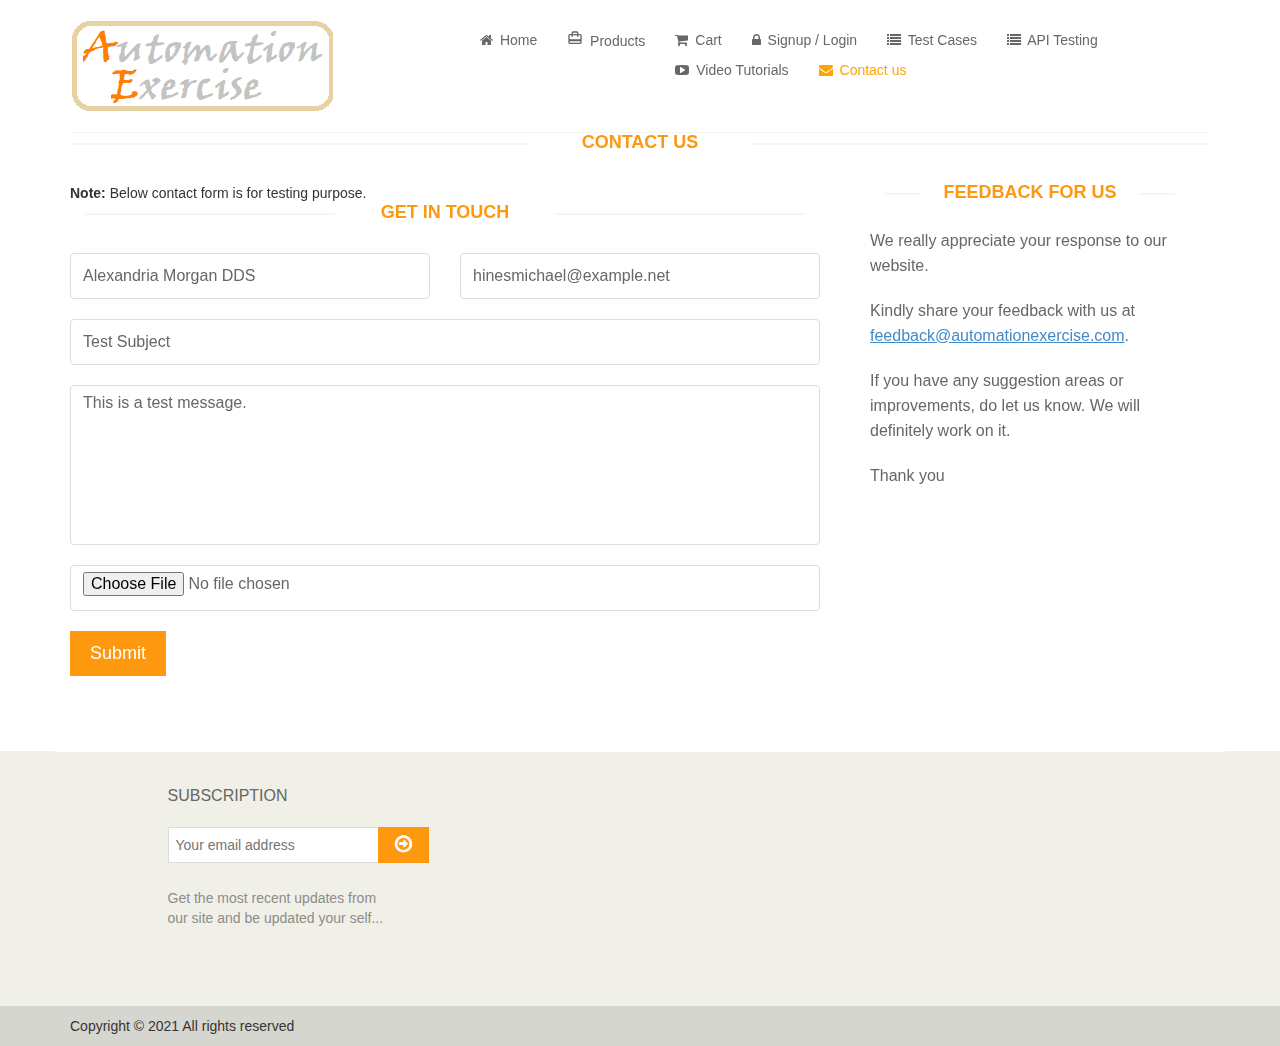 Automation
Exercise
Home
Products
Cart
Signup / Login
Test Cases
API Testing
Video Tutorials
Contact us
CONTACT US
Note: Below contact form is for testing purpose.
GET IN TOUCH
Alexandria Morgan DDS
hinesmichael@example.net
Test Subject
This is a test message.
Choose File No file chosen
Submit
FEEDBACK FOR US
We really appreciate your response to our
website.
Kindly share your feedback with us at
feedback@automationexercise.com.
If you have any suggestion areas or
improvements, do let us know. We will
definitely work on it.
Thank you
SUBSCRIPTION
Your email address
Get the most recent updates from
our site and be updated your self...
Copyright © 2021 All rights reserved